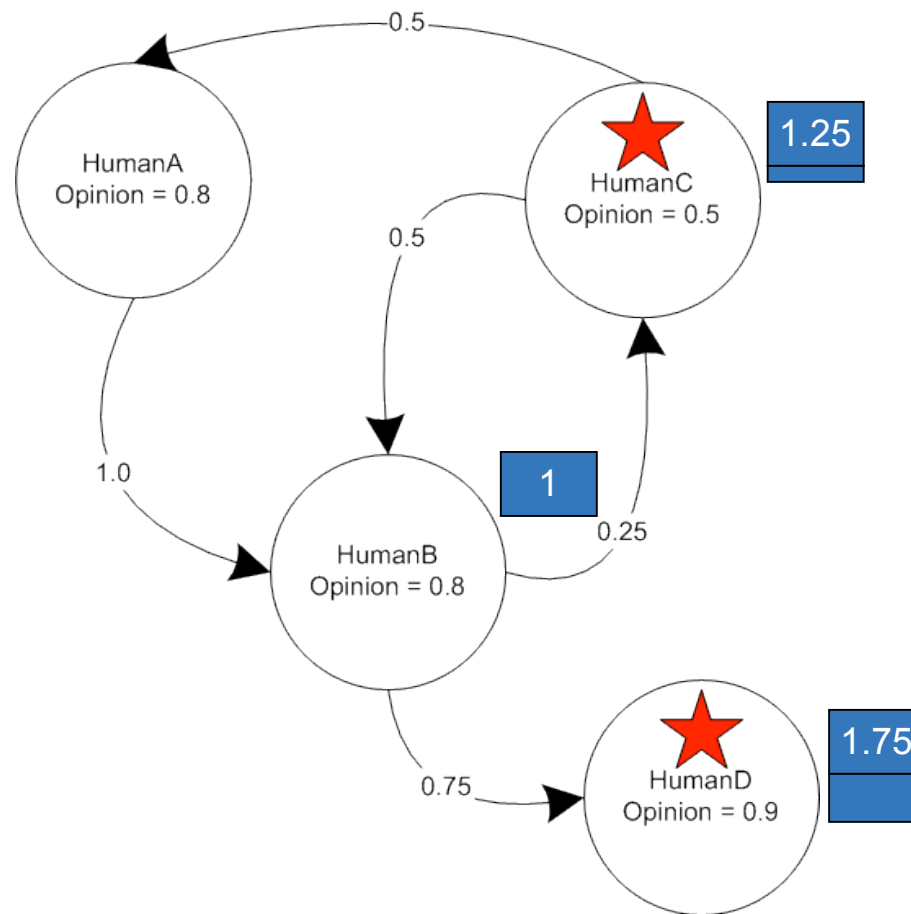 0.5
HumanA
Opinion = 0.8
HumanC
Opinion = 0.5
1.25
0.5
1.0
1
0.25
HumanB
Opinion = 0.8
0.75
HumanD
Opinion = 0.9
1.75